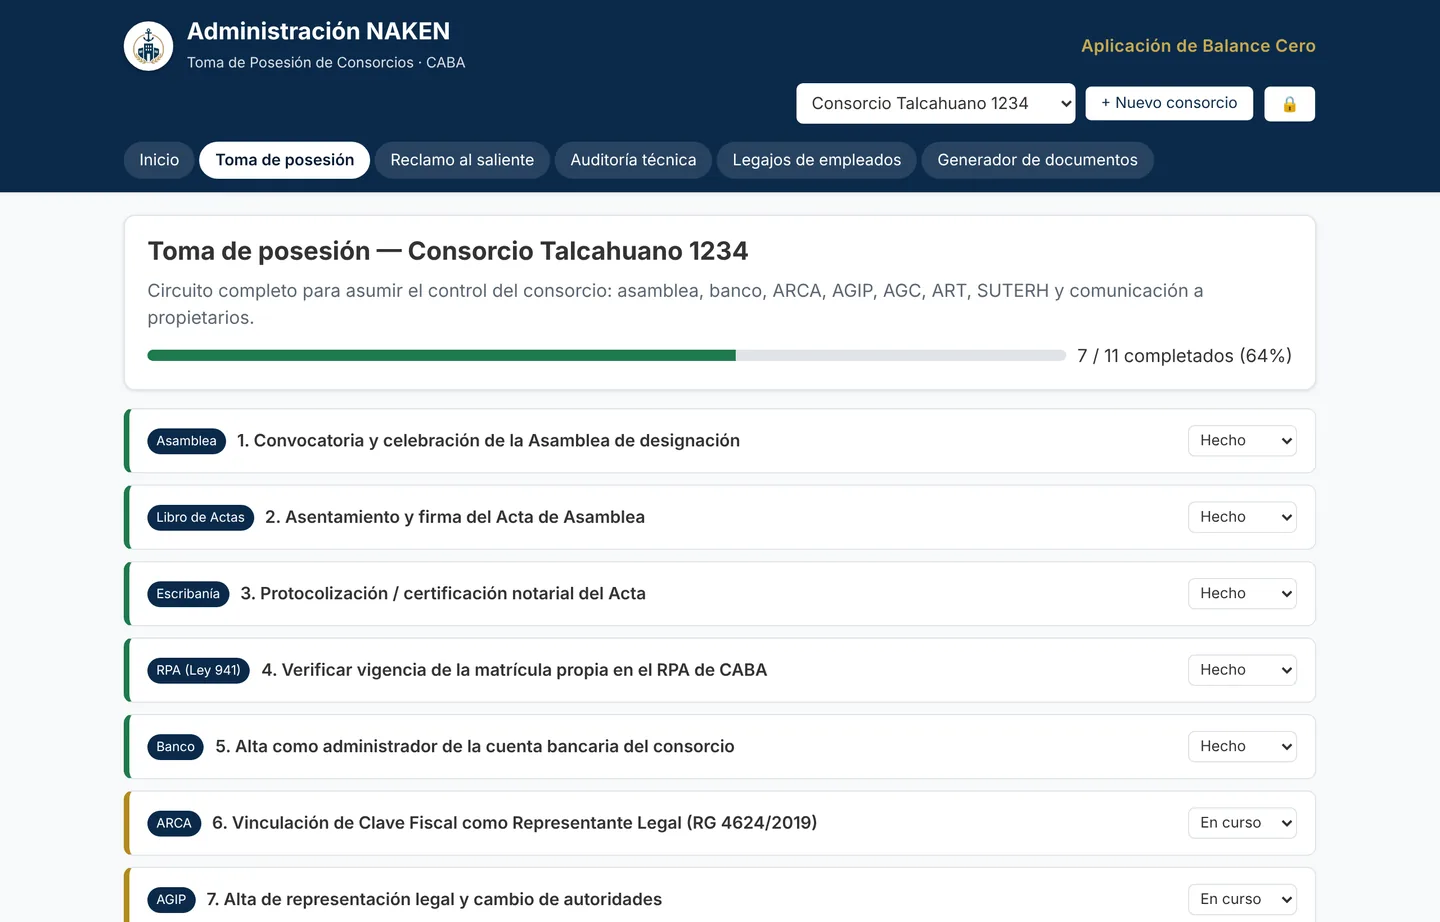 Administración NAKEN
Toma de Posesión de Consorcios · CABA
Aplicación de Balance Cero
Consorcio Talcahuano 1234
+ Nuevo consorcio
Inicio
Toma de posesión
Reclamo al saliente
Auditoría técnica
Legajos de empleados
Generador de documentos
Toma de posesión — Consorcio Talcahuano 1234
Circuito completo para asumir el control del consorcio: asamblea, banco, ARCA, AGIP, AGC, ART, SUTERH y comunicación a
propietarios.
7 / 11 completados (64%)
Asamblea 1. Convocatoria y celebración de la Asamblea de designación Hecho
Libro de Actas 2. Asentamiento y firma del Acta de Asamblea Hecho
Escribanía 3. Protocolización / certificación notarial del Acta Hecho
RPA (Ley 941) 4. Verificar vigencia de la matrícula propia en el RPA de CABA Hecho
Banco 5. Alta como administrador de la cuenta bancaria del consorcio Hecho
ARCA 6. Vinculación de Clave Fiscal como Representante Legal (RG 4624/2019) En curso
AGIP 7. Alta de representación legal y cambio de autoridades En curso